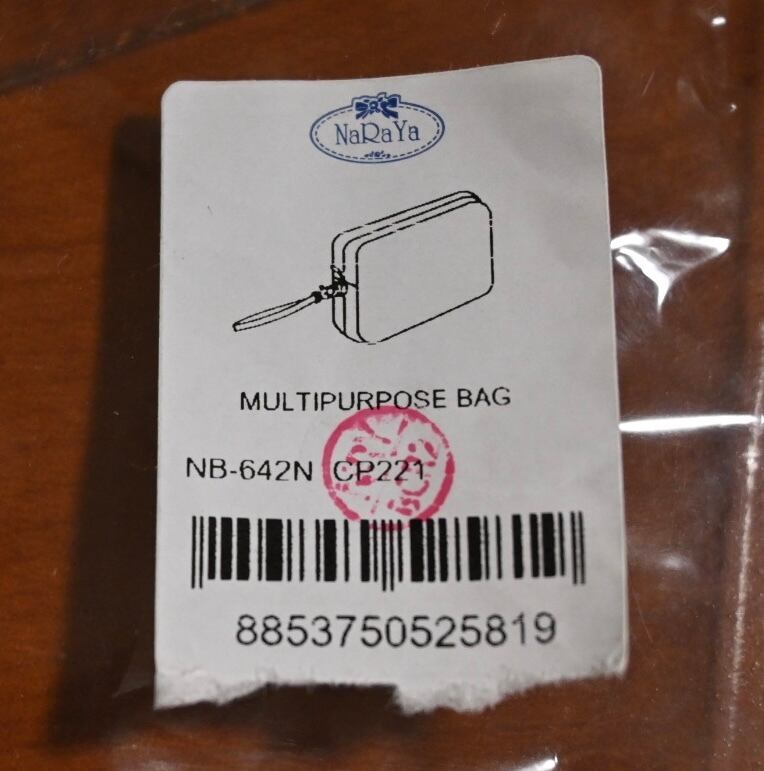 NaRaYa
MULTIPURPOSE BAG
NB-642N CP221
8853750525819